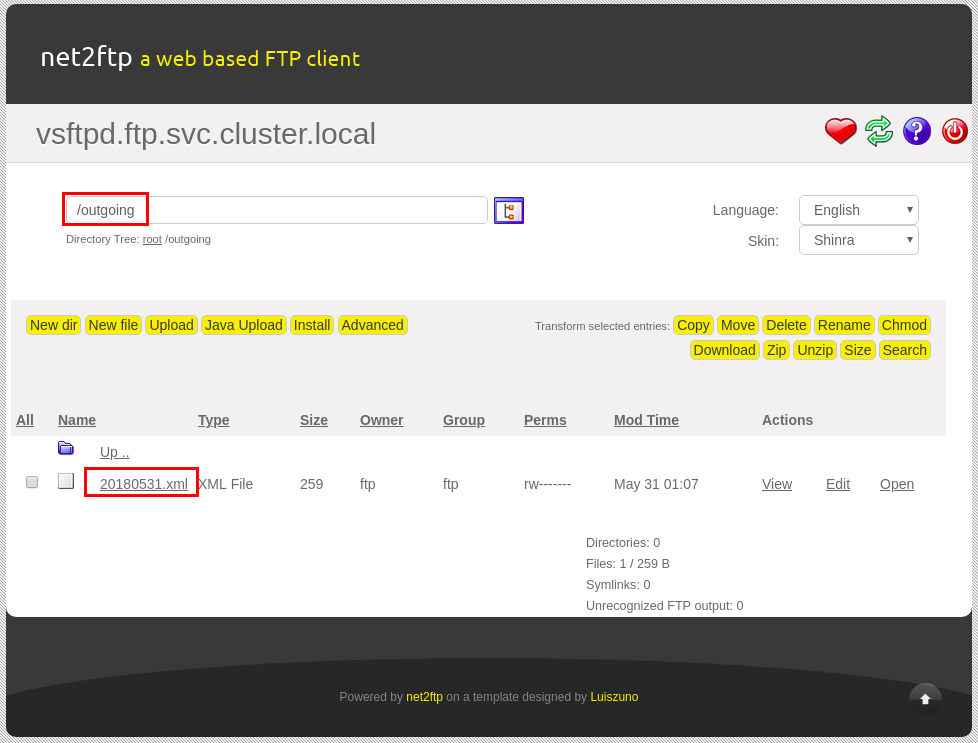 net2ftp a web based FTP client
vsftpd.ftp.svc.cluster.local
/outgoing
Language: English
Directory Tree: root /outgoing
Skin: Shinra
New dir New file Upload Java Upload Install Advanced
Transform selected entries: Copy Move Delete Rename Chmod
Download Zip Unzip Size Search
All Name Type Size Owner Group Perms Mod Time Actions
Up ..
20180531.xml XML File 259 ftp ftp rw------- May 31 01:07 View Edit Open
Directories: 0
Files: 1 / 259 B
Symlinks: 0
Unrecognized FTP output: 0
Powered by net2ftp on a template designed by Luiszuno